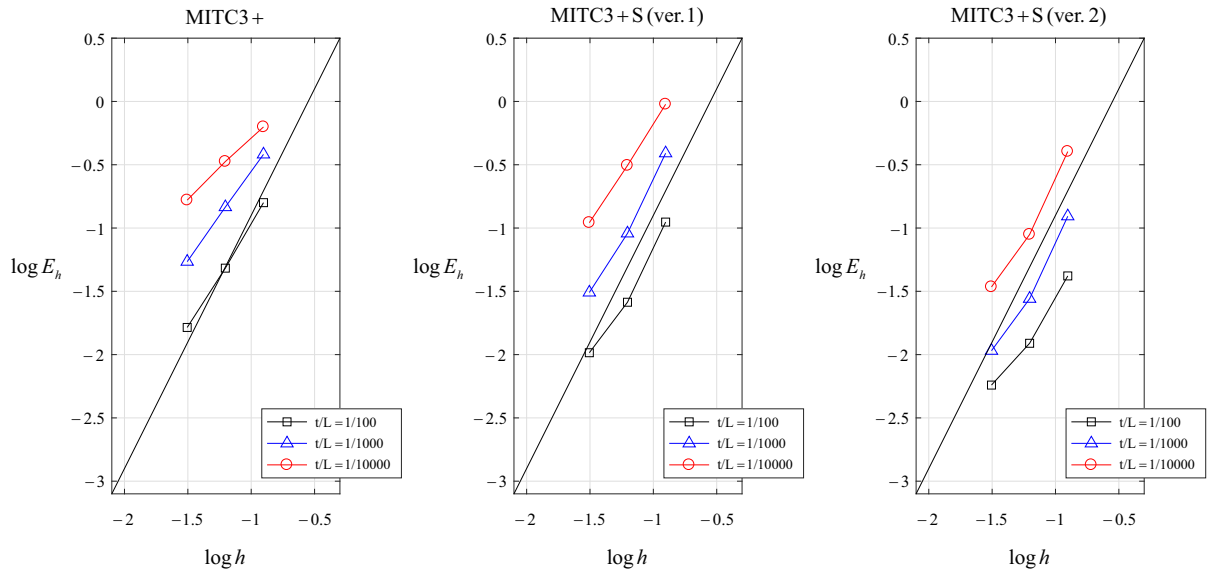 MITC3+
0.5
0
−0.5
−1
−1.5
−2
−2.5
−3
log E_h
−2
−1.5
−1
−0.5
log h
t/L = 1/100
t/L = 1/1000
t/L = 1/10000
MITC3+S (ver. 1)
0.5
0
−0.5
−1
−1.5
−2
−2.5
−3
log E_h
−2
−1.5
−1
−0.5
log h
t/L = 1/100
t/L = 1/1000
t/L = 1/10000
MITC3+S (ver. 2)
0.5
0
−0.5
−1
−1.5
−2
−2.5
−3
log E_h
−2
−1.5
−1
−0.5
log h
t/L = 1/100
t/L = 1/1000
t/L = 1/10000